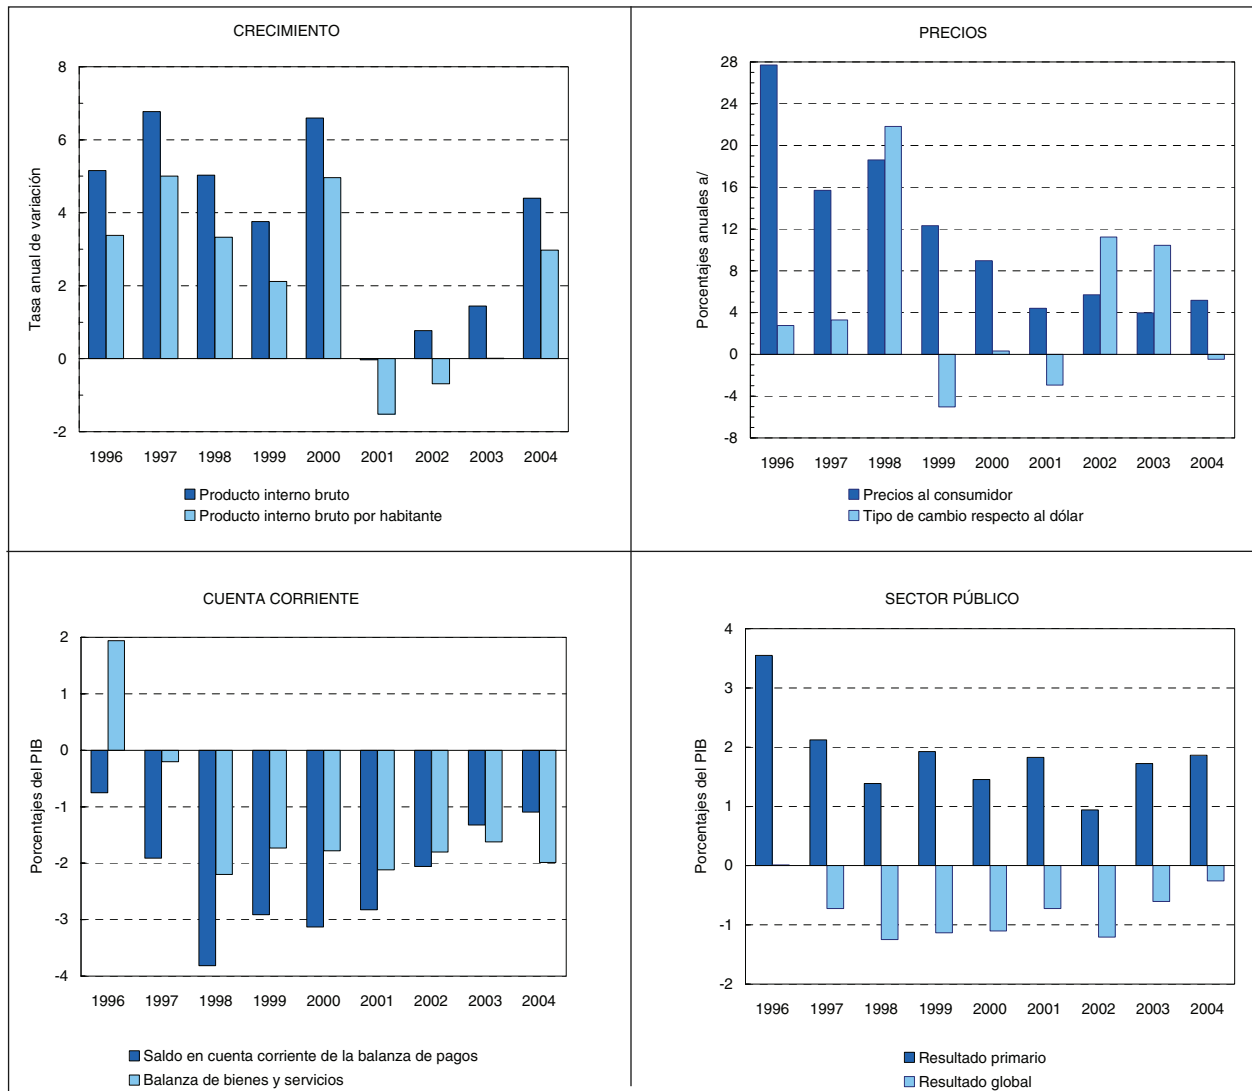 CRECIMIENTO
Tasa anual de variación
8
6
4
2
0
-2
1996 1997 1998 1999 2000 2001 2002 2003 2004
Producto interno bruto
Producto interno bruto por habitante
PRECIOS
Porcentajes anuales a/
28
24
20
16
12
8
4
0
-4
-8
1996 1997 1998 1999 2000 2001 2002 2003 2004
Precios al consumidor
Tipo de cambio respecto al dólar
CUENTA CORRIENTE
Porcentajes del PIB
2
1
0
-1
-2
-3
-4
1996 1997 1998 1999 2000 2001 2002 2003 2004
Saldo en cuenta corriente de la balanza de pagos
Balanza de bienes y servicios
SECTOR PÚBLICO
Porcentajes del PIB
4
3
2
1
0
-1
-2
1996 1997 1998 1999 2000 2001 2002 2003 2004
Resultado primario
Resultado global